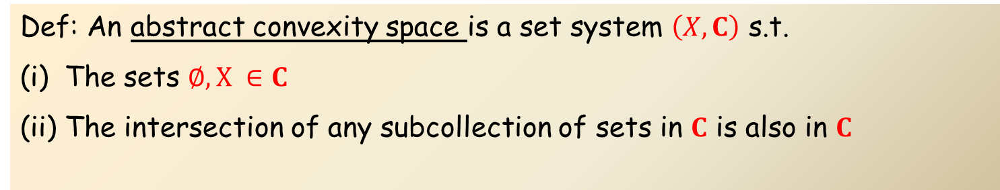 Def: An abstract convexity space is a set system (X, C) s.t.
(i) The sets ∅, X ∈ C
(ii) The intersection of any subcollection of sets in C is also in C